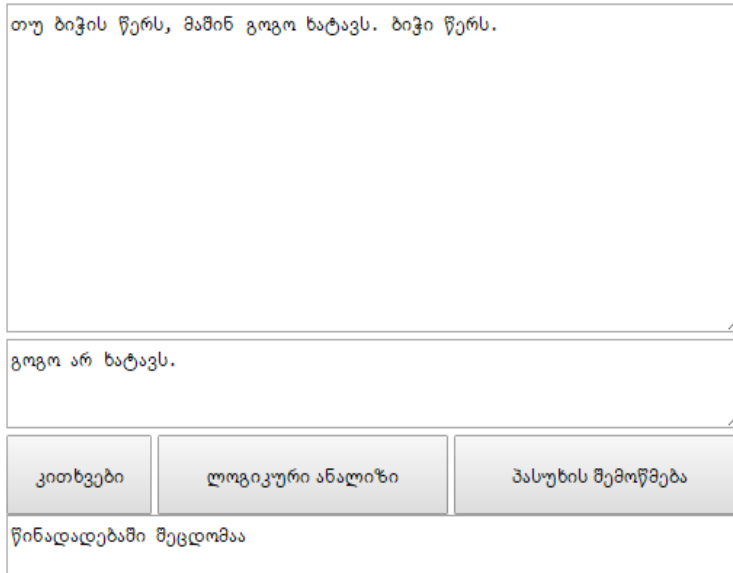 თუ ბიჭის წერს, მაშინ გოგო ხატავს. ბიჭი წერს.
გოგო არ ხატავს.
კითხვები
ლოგიკური ანალიზი
პასუხის შემოწმება
წინადადებაში შეცდომაა